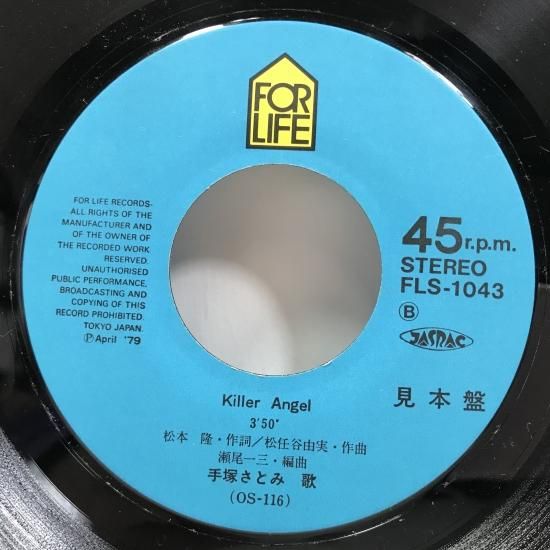 FOR
LIFE
FOR LIFE RECORDS-
ALL RIGHTS OF THE
MANUFACTURER AND
OF THE OWNER OF
THE RECORDED WORK
RESERVED.
UNAUTHORISED
PUBLIC PERFORMANCE,
BROADCASTING AND
COPYING OF THIS
RECORD PROHIBITED.
TOKYO JAPAN.
Ⓟ April '79
45 r.p.m.
STEREO
FLS-1043
Ⓑ
JASRAC
見本盤
Killer Angel
3'50"
松本 隆・作詞/松任谷由実・作曲
瀬尾一三・編曲
手塚さとみ 歌
(OS-116)